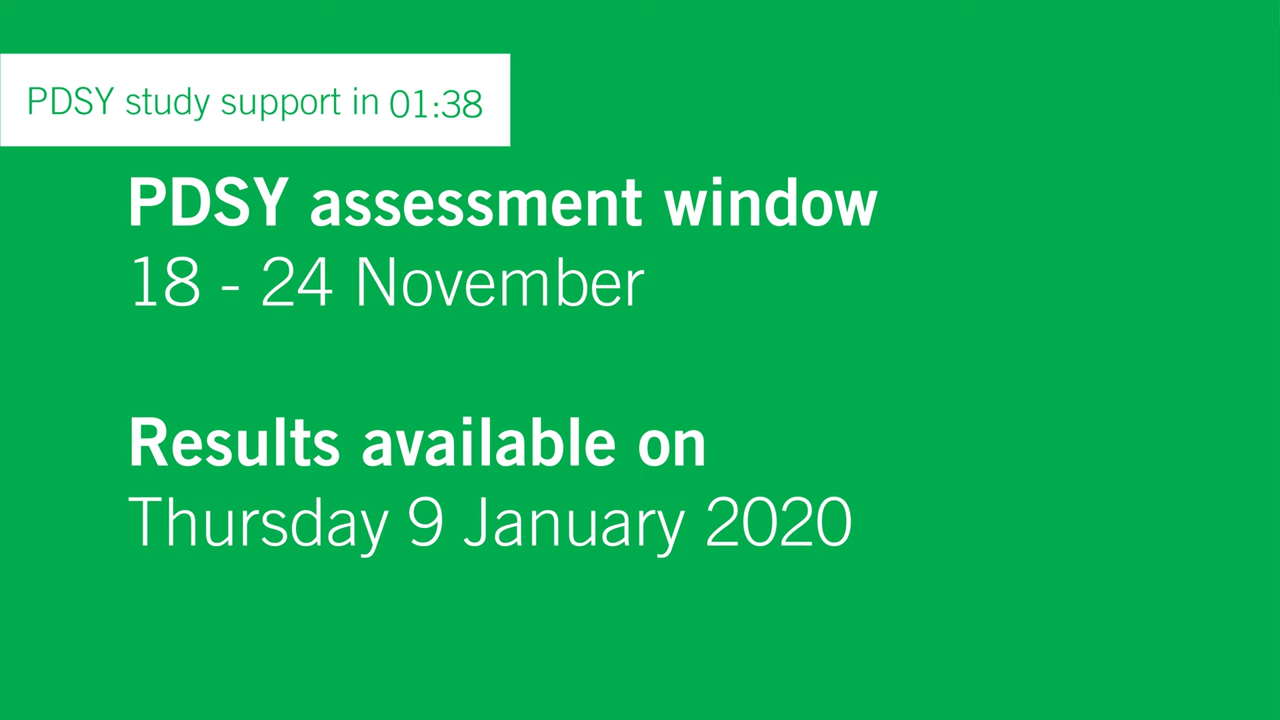 PDSY study support in 01:38
PDSY assessment window
18 - 24 November
Results available on
Thursday 9 January 2020